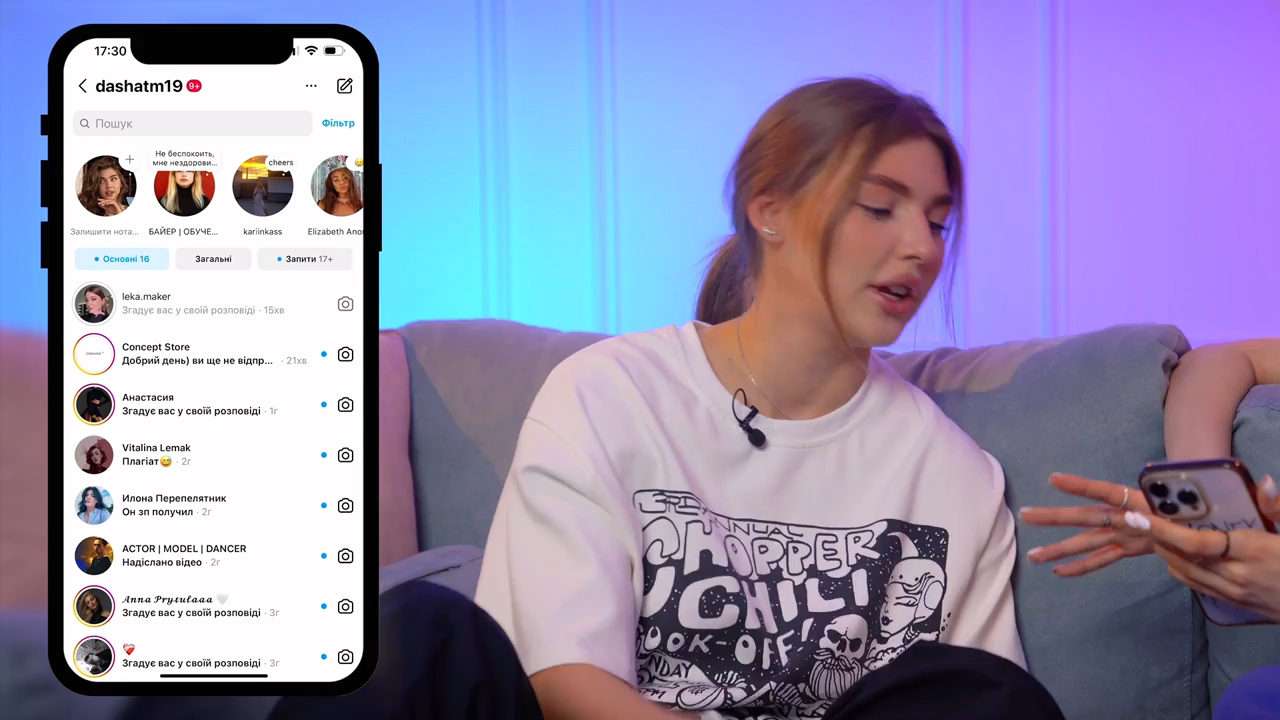 17:30
dashatm19 9+
Пошук
Фільтр
Не беспокоить,
мне нездорови...
cheers
Залишити нота...
БАЙЕР | ОБУЧЕ...
kariinkass
Elizabeth Anor
Основні 16
Загальні
Запити 17+
leka.maker
Згадує вас у своїй розповіді · 15хв
Concept Store
Добрий день) ви ще не відпр... · 21хв
Анастасия
Згадує вас у своїй розповіді · 1г
Vitalina Lemak
Плагіат😅 · 2г
Илона Перепелятник
Он зп получил · 2г
ACTOR | MODEL | DANCER
Надіслано відео · 2г
Згадує вас у своїй розповіді · 3г
Згадує вас у своїй розповіді · 3г
CHOPPER
CHILI
COOK-OFF!